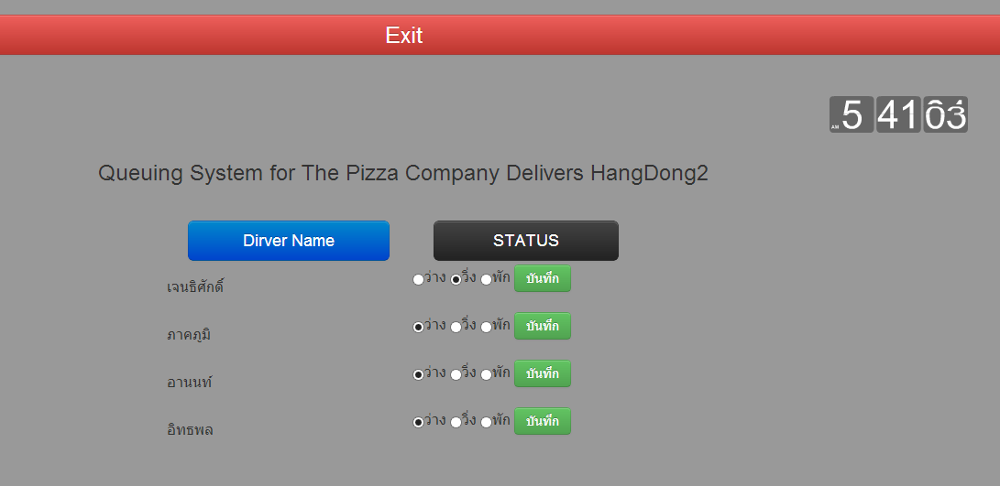 Exit
AM 5 41 03
Queuing System for The Pizza Company Delivers HangDong2
Dirver Name STATUS
เจนธิศักดิ์ ว่าง วิ่ง พัก บันทึก
ภาคภูมิ ว่าง วิ่ง พัก บันทึก
อานนท์ ว่าง วิ่ง พัก บันทึก
อิทธพล ว่าง วิ่ง พัก บันทึก